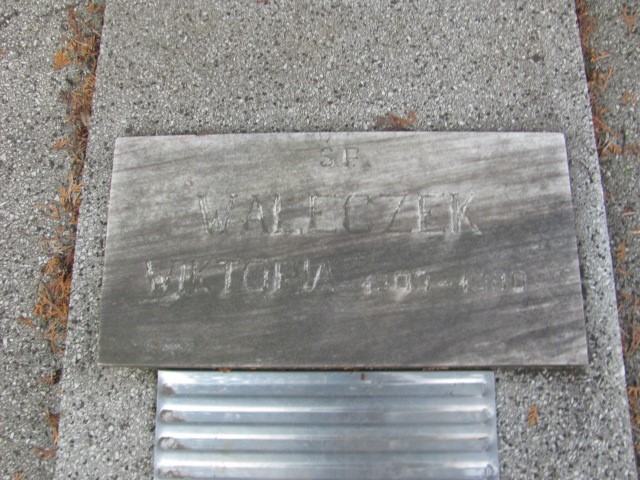 Ś P.
WALECZEK
WIKTORIA